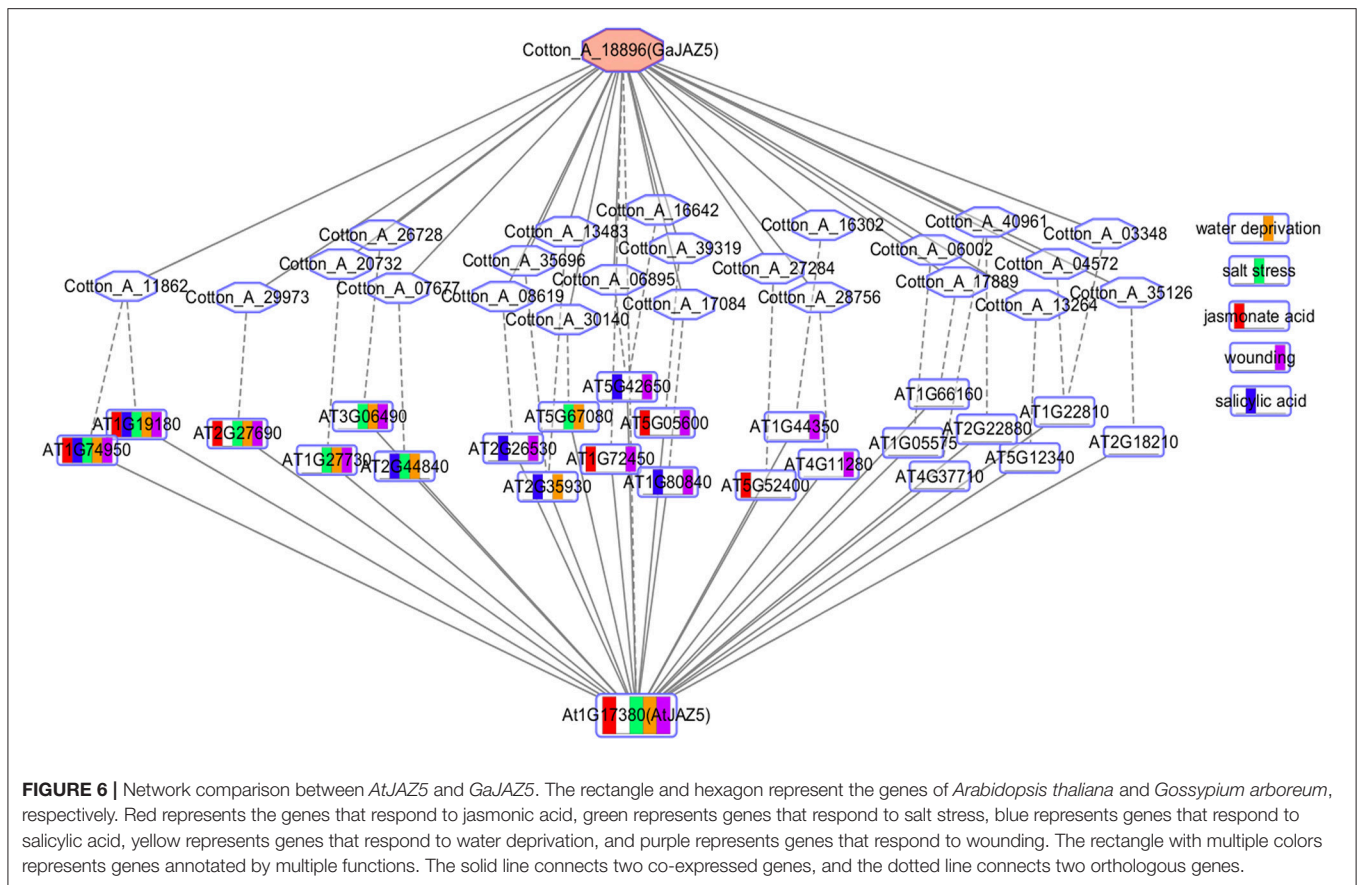 Cotton_A_18896(GaJAZ5)
Cotton_A_16642
Cotton_A_40961
Cotton_A_16302
Cotton_A_26728
Cotton_A_13483
Cotton_A_03348
Cotton_A_39319
Cotton_A_06002
Cotton_A_35696
Cotton_A_20732
Cotton_A_04572
Cotton_A_27284
Cotton_A_06895
Cotton_A_17889
Cotton_A_11862
Cotton_A_07677
Cotton_A_29973
Cotton_A_08619
Cotton_A_28756
Cotton_A_35126
Cotton_A_17084
Cotton_A_13264
Cotton_A_30140
water deprivation
salt stress
jasmonate acid
wounding
salicylic acid
AT5G42650
AT1G66160
AT1G22810
AT3G06490
AT5G67080
AT1G19180
AT5G05600
AT1G44350
AT2G22880
AT2G27690
AT1G05575
AT2G18210
AT1G74950
AT2G26530
AT1G72450
AT5G12340
AT1G27730
AT2G44840
AT4G11280
AT4G37710
AT2G35930
AT1G80840
AT5G52400
At1G17380(AtJAZ5)
FIGURE 6 | Network comparison between AtJAZ5 and GaJAZ5. The rectangle and hexagon represent the genes of Arabidopsis thaliana and Gossypium arboreum,
respectively. Red represents the genes that respond to jasmonic acid, green represents genes that respond to salt stress, blue represents genes that respond to
salicylic acid, yellow represents genes that respond to water deprivation, and purple represents genes that respond to wounding. The rectangle with multiple colors
represents genes annotated by multiple functions. The solid line connects two co-expressed genes, and the dotted line connects two orthologous genes.